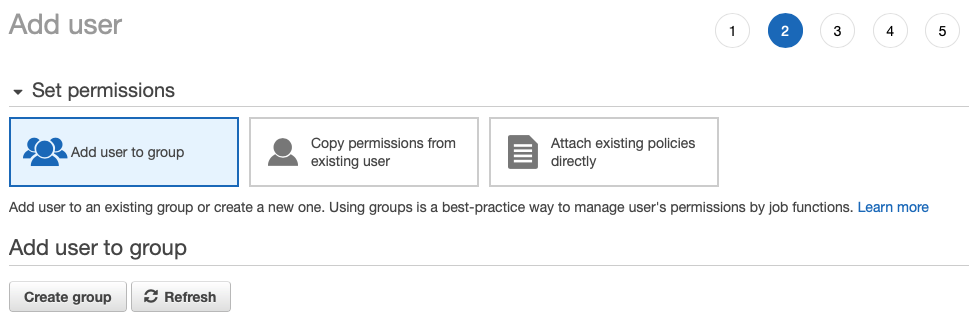 Add user
1 2 3 4 5
Set permissions
Add user to group
Copy permissions from
existing user
Attach existing policies
directly
Add user to an existing group or create a new one. Using groups is a best-practice way to manage user's permissions by job functions. Learn more
Add user to group
Create group Refresh